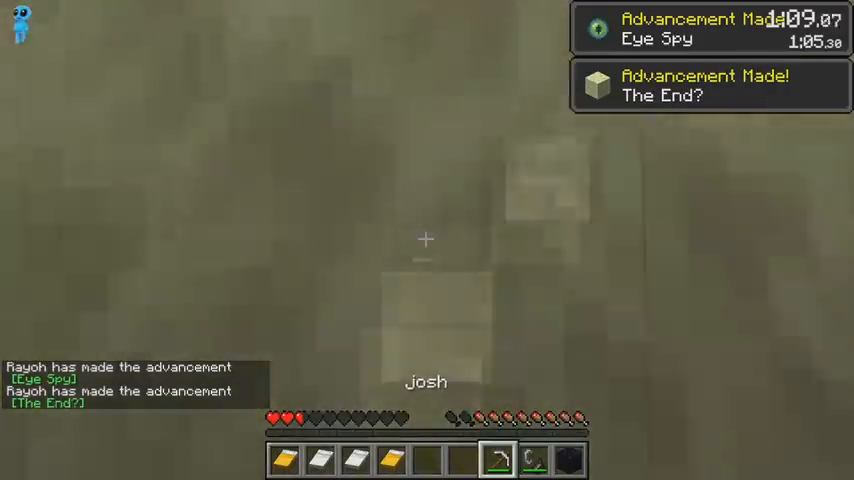 Advancement Made
1:09.07
Eye Spy
1:05.30
Advancement Made!
The End?
Rayoh has made the advancement
[Eye Spy]
Rayoh has made the advancement
[The End?]
josh